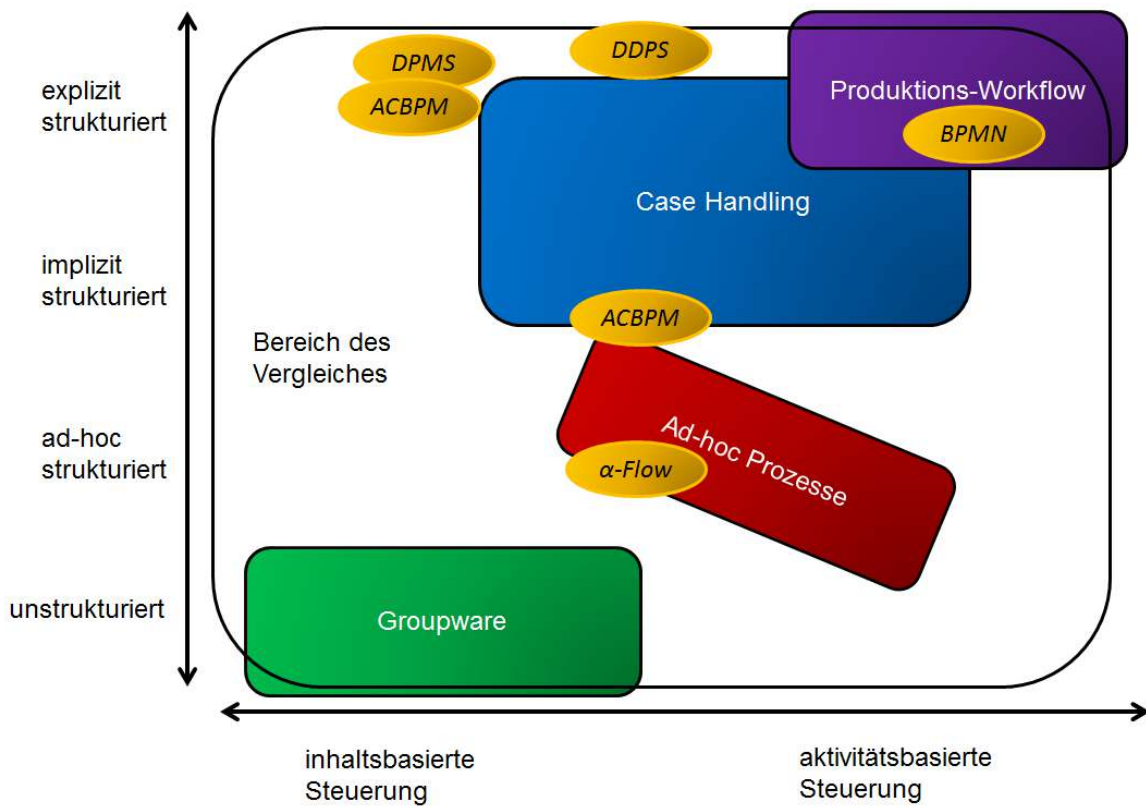 DPMS
DDPS
explizit
strukturiert
ACBPM
Produktions-Workflow
BPMN
Case Handling
implizit
strukturiert
ACBPM
Bereich des
Vergleiches
ad-hoc
strukturiert
Ad-hoc Prozesse
α-Flow
unstrukturiert
Groupware
inhaltsbasierte
Steuerung
aktivitätsbasierte
Steuerung